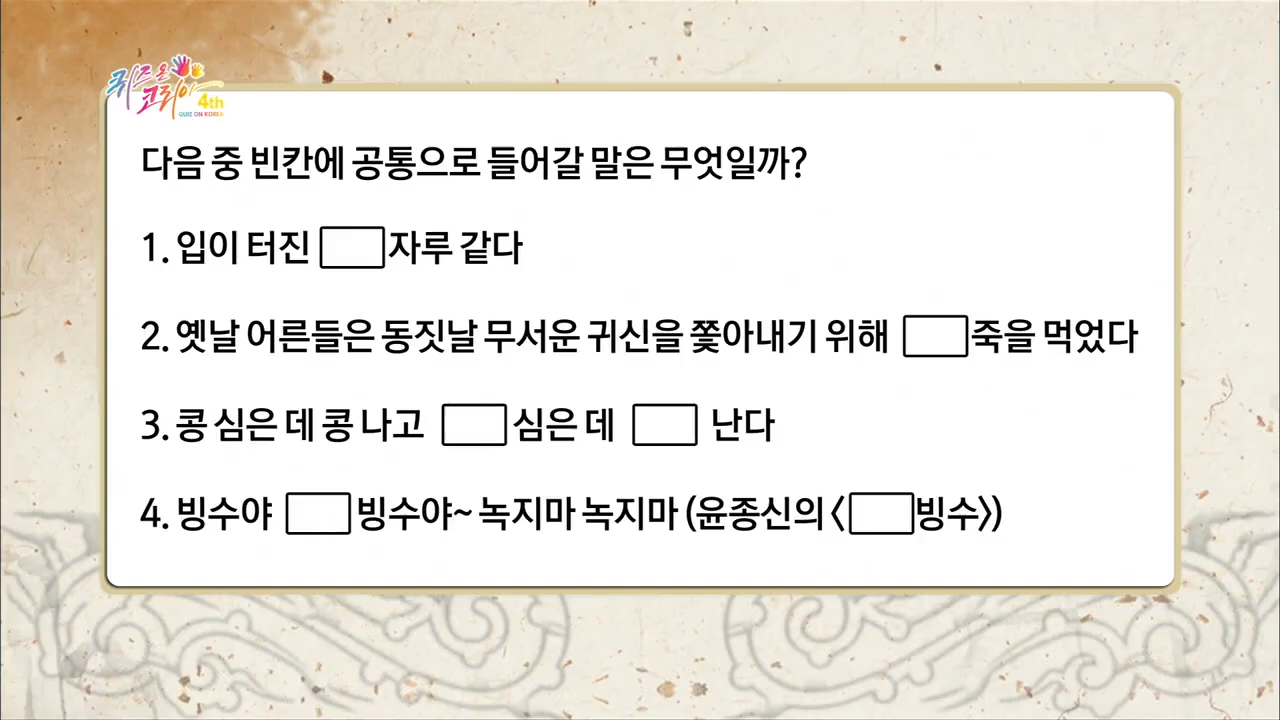 퀴즈 온
코리아
4th
QUIZ ON KOREA
다음 중 빈칸에 공통으로 들어갈 말은 무엇일까?
1. 입이 터진 □자루 같다
2. 옛날 어른들은 동짓날 무서운 귀신을 쫓아내기 위해 □죽을 먹었다
3. 콩 심은 데 콩 나고 □심은 데 □ 난다
4. 빙수야 □빙수야~ 녹지마 녹지마 (윤종신의 〈□빙수〉)